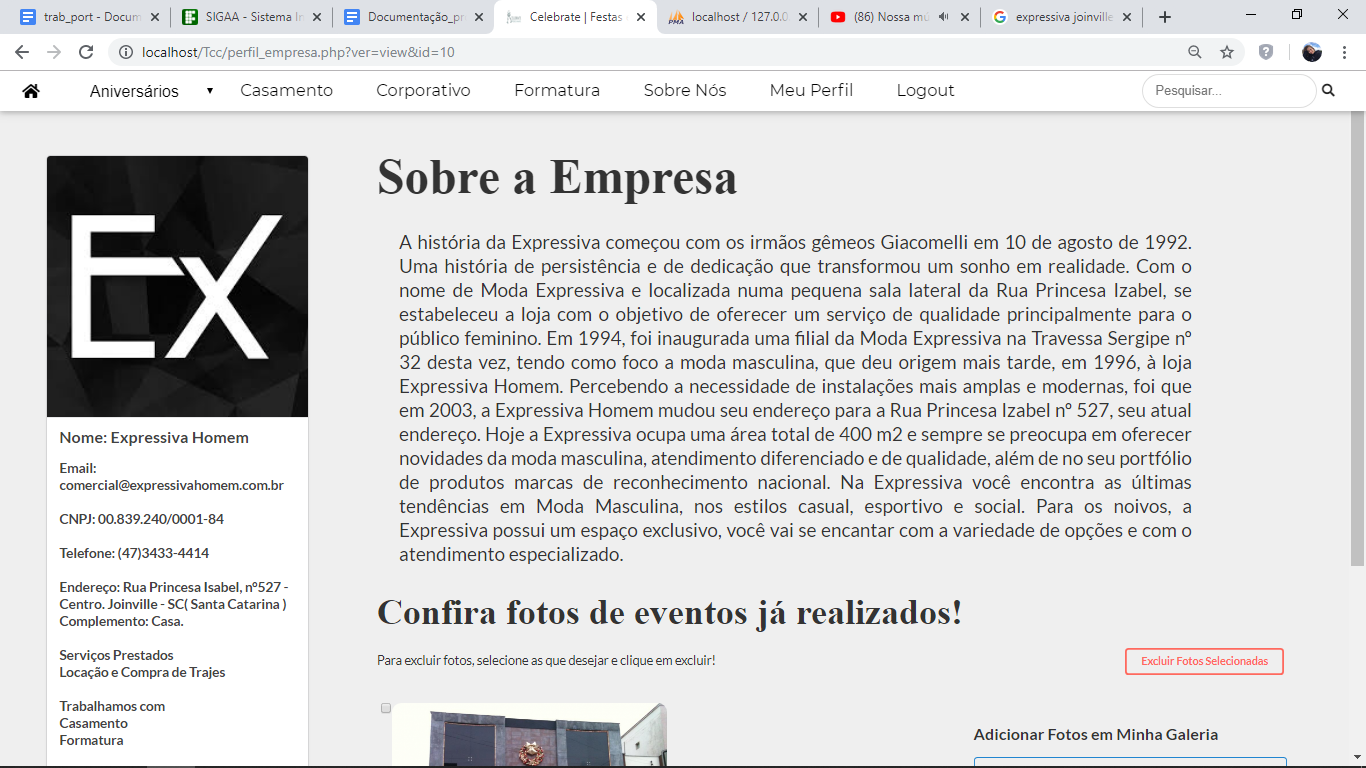 trab_port - Docum
SIGAA - Sistema In
Documentação_pr
Celebrate | Festas
localhost / 127.0.0
(86) Nossa mú
expressiva joinville
localhost/Tcc/perfil_empresa.php?ver=view&id=10
Aniversários Casamento Corporativo Formatura Sobre Nós Meu Perfil Logout Pesquisar...
EX
Nome: Expressiva Homem
Email:
comercial@expressivahomem.com.br
CNPJ: 00.839.240/0001-84
Telefone: (47)3433-4414
Endereço: Rua Princesa Isabel, nº527 -
Centro. Joinville - SC( Santa Catarina )
Complemento: Casa.
Serviços Prestados
Locação e Compra de Trajes
Trabalhamos com
Casamento
Formatura
Sobre a Empresa
A história da Expressiva começou com os irmãos gêmeos Giacomelli em 10 de agosto de 1992.
Uma história de persistência e de dedicação que transformou um sonho em realidade. Com o
nome de Moda Expressiva e localizada numa pequena sala lateral da Rua Princesa Izabel, se
estabeleceu a loja com o objetivo de oferecer um serviço de qualidade principalmente para o
público feminino. Em 1994, foi inaugurada uma filial da Moda Expressiva na Travessa Sergipe nº
32 desta vez, tendo como foco a moda masculina, que deu origem mais tarde, em 1996, à loja
Expressiva Homem. Percebendo a necessidade de instalações mais amplas e modernas, foi que
em 2003, a Expressiva Homem mudou seu endereço para a Rua Princesa Izabel nº 527, seu atual
endereço. Hoje a Expressiva ocupa uma área total de 400 m2 e sempre se preocupa em oferecer
novidades da moda masculina, atendimento diferenciado e de qualidade, além de no seu portfólio
de produtos marcas de reconhecimento nacional. Na Expressiva você encontra as últimas
tendências em Moda Masculina, nos estilos casual, esportivo e social. Para os noivos, a
Expressiva possui um espaço exclusivo, você vai se encantar com a variedade de opções e com o
atendimento especializado.
Confira fotos de eventos já realizados!
Para excluir fotos, selecione as que desejar e clique em excluir!
Excluir Fotos Selecionadas
Adicionar Fotos em Minha Galeria